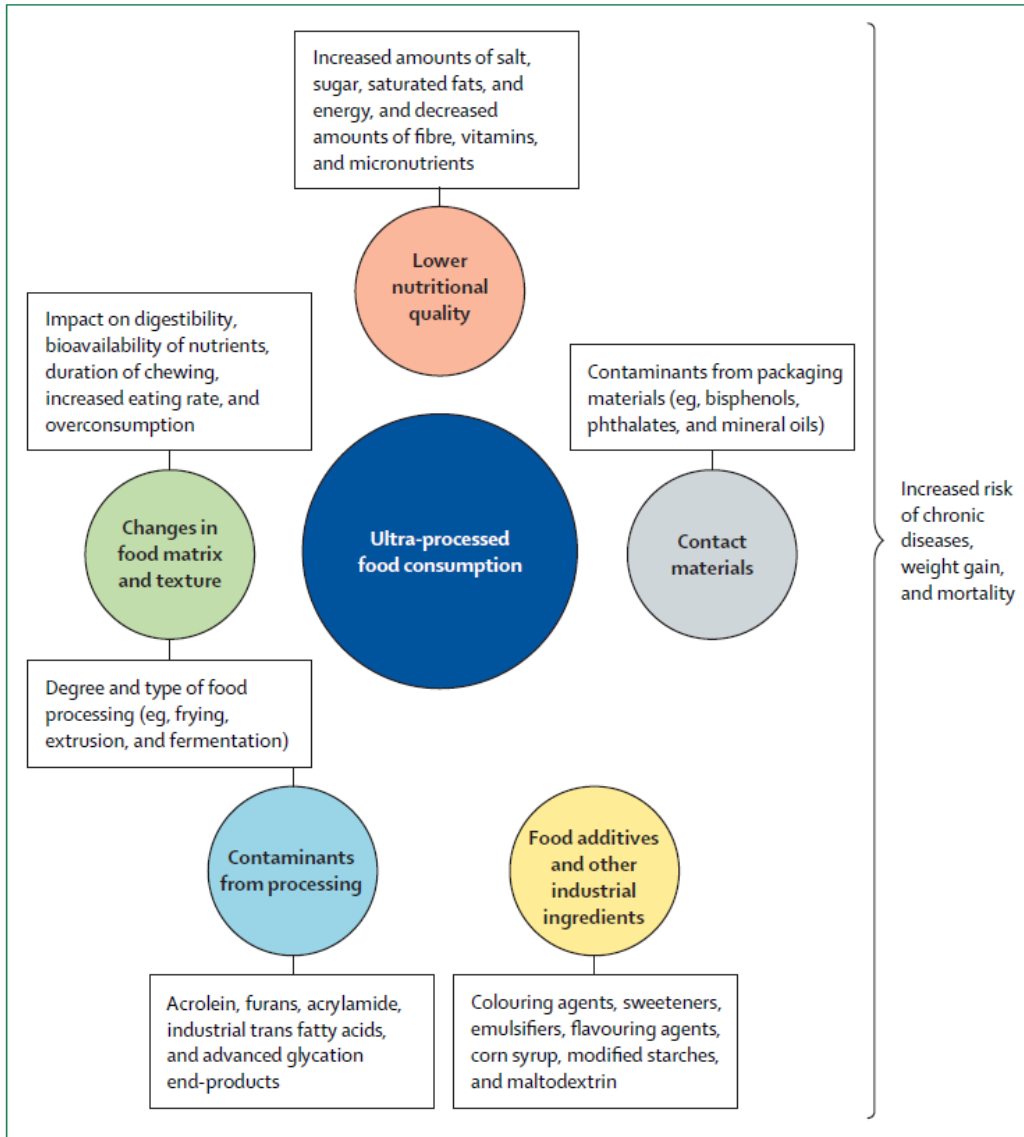 Increased amounts of salt,
sugar, saturated fats, and
energy, and decreased
amounts of fibre, vitamins,
and micronutrients
Lower
nutritional
quality
Impact on digestibility,
bioavailability of nutrients,
duration of chewing,
increased eating rate, and
overconsumption
Contaminants from packaging
materials (eg, bisphenols,
phthalates, and mineral oils)
Changes in
food matrix
and texture
Ultra-processed
food consumption
Contact
materials
Increased risk
of chronic
diseases,
weight gain,
and mortality
Degree and type of food
processing (eg, frying,
extrusion, and fermentation)
Contaminants
from processing
Food additives
and other
industrial
ingredients
Acrolein, furans, acrylamide,
industrial trans fatty acids,
and advanced glycation
end-products
Colouring agents, sweeteners,
emulsifiers, flavouring agents,
corn syrup, modified starches,
and maltodextrin